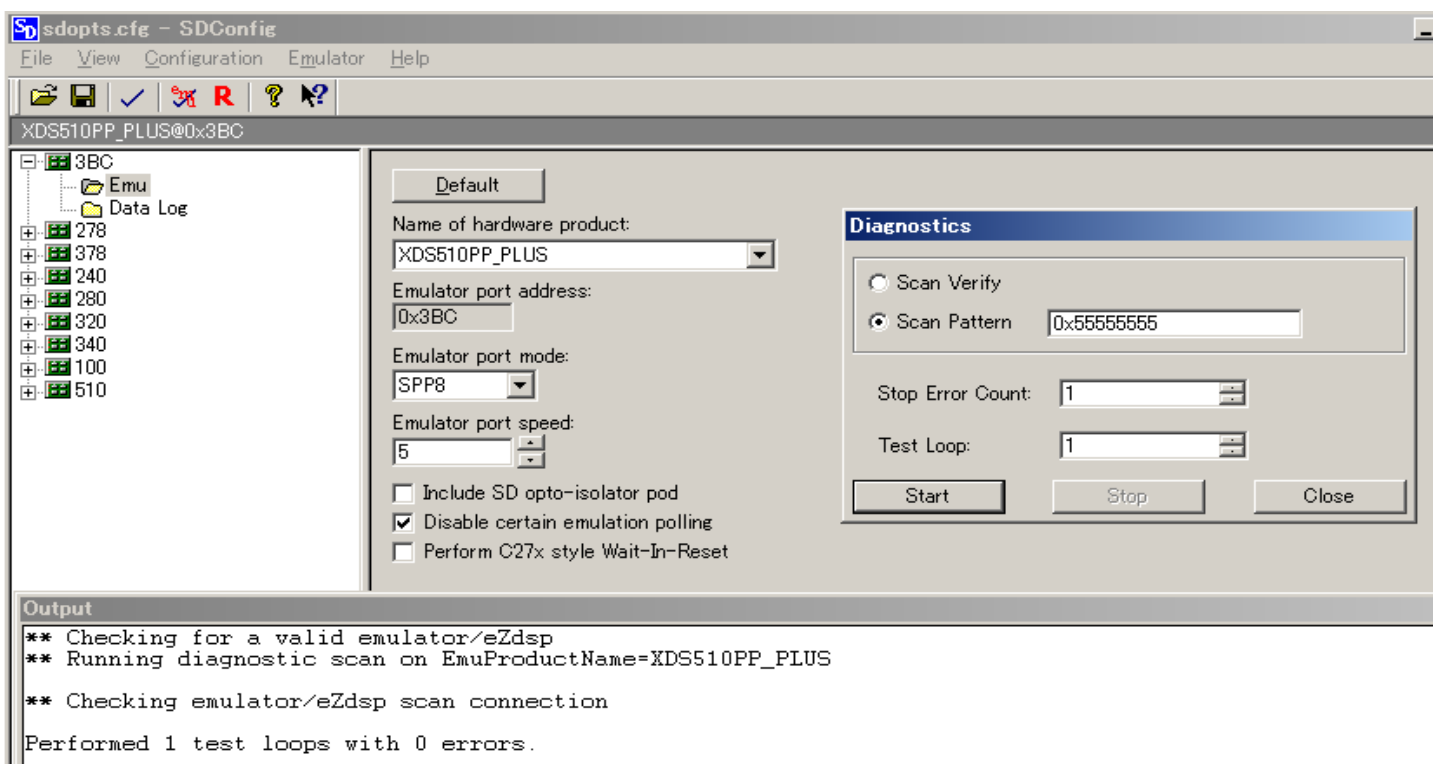 SD sdopts.cfg - SDConfig
File View Configuration Emulator Help
em R ? ?
XDS510PP_PLUS@0x3BC
3BC
Emu
Data Log
278
378
240
280
320
340
100
510
Default
Name of hardware product:
XDS510PP_PLUS
Emulator port address:
0x3BC
Emulator port mode:
SPP8
Emulator port speed:
5
Include SD opto-isolator pod
Disable certain emulation polling
Perform C27x style Wait-In-Reset
Diagnostics
Scan Verify
Scan Pattern 0x55555555
Stop Error Count: 1
Test Loop: 1
Start Stop Close
Output
** Checking for a valid emulator/eZdsp
** Running diagnostic scan on EmuProductName=XDS510PP_PLUS
** Checking emulator/eZdsp scan connection
Performed 1 test loops with 0 errors.